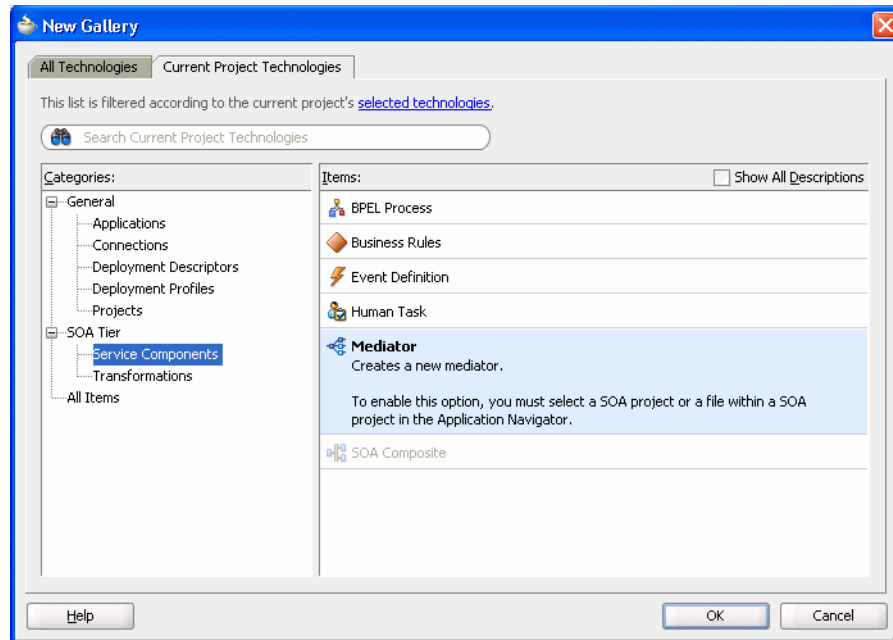 New Gallery
All Technologies
Current Project Technologies
This list is filtered according to the current project's selected technologies.
Search Current Project Technologies
Categories:
General
Applications
Connections
Deployment Descriptors
Deployment Profiles
Projects
SOA Tier
Service Components
Transformations
All Items
Items:
Show All Descriptions
BPEL Process
Business Rules
Event Definition
Human Task
Mediator
Creates a new mediator.
To enable this option, you must select a SOA project or a file within a SOA
project in the Application Navigator.
SOA Composite
Help
OK
Cancel